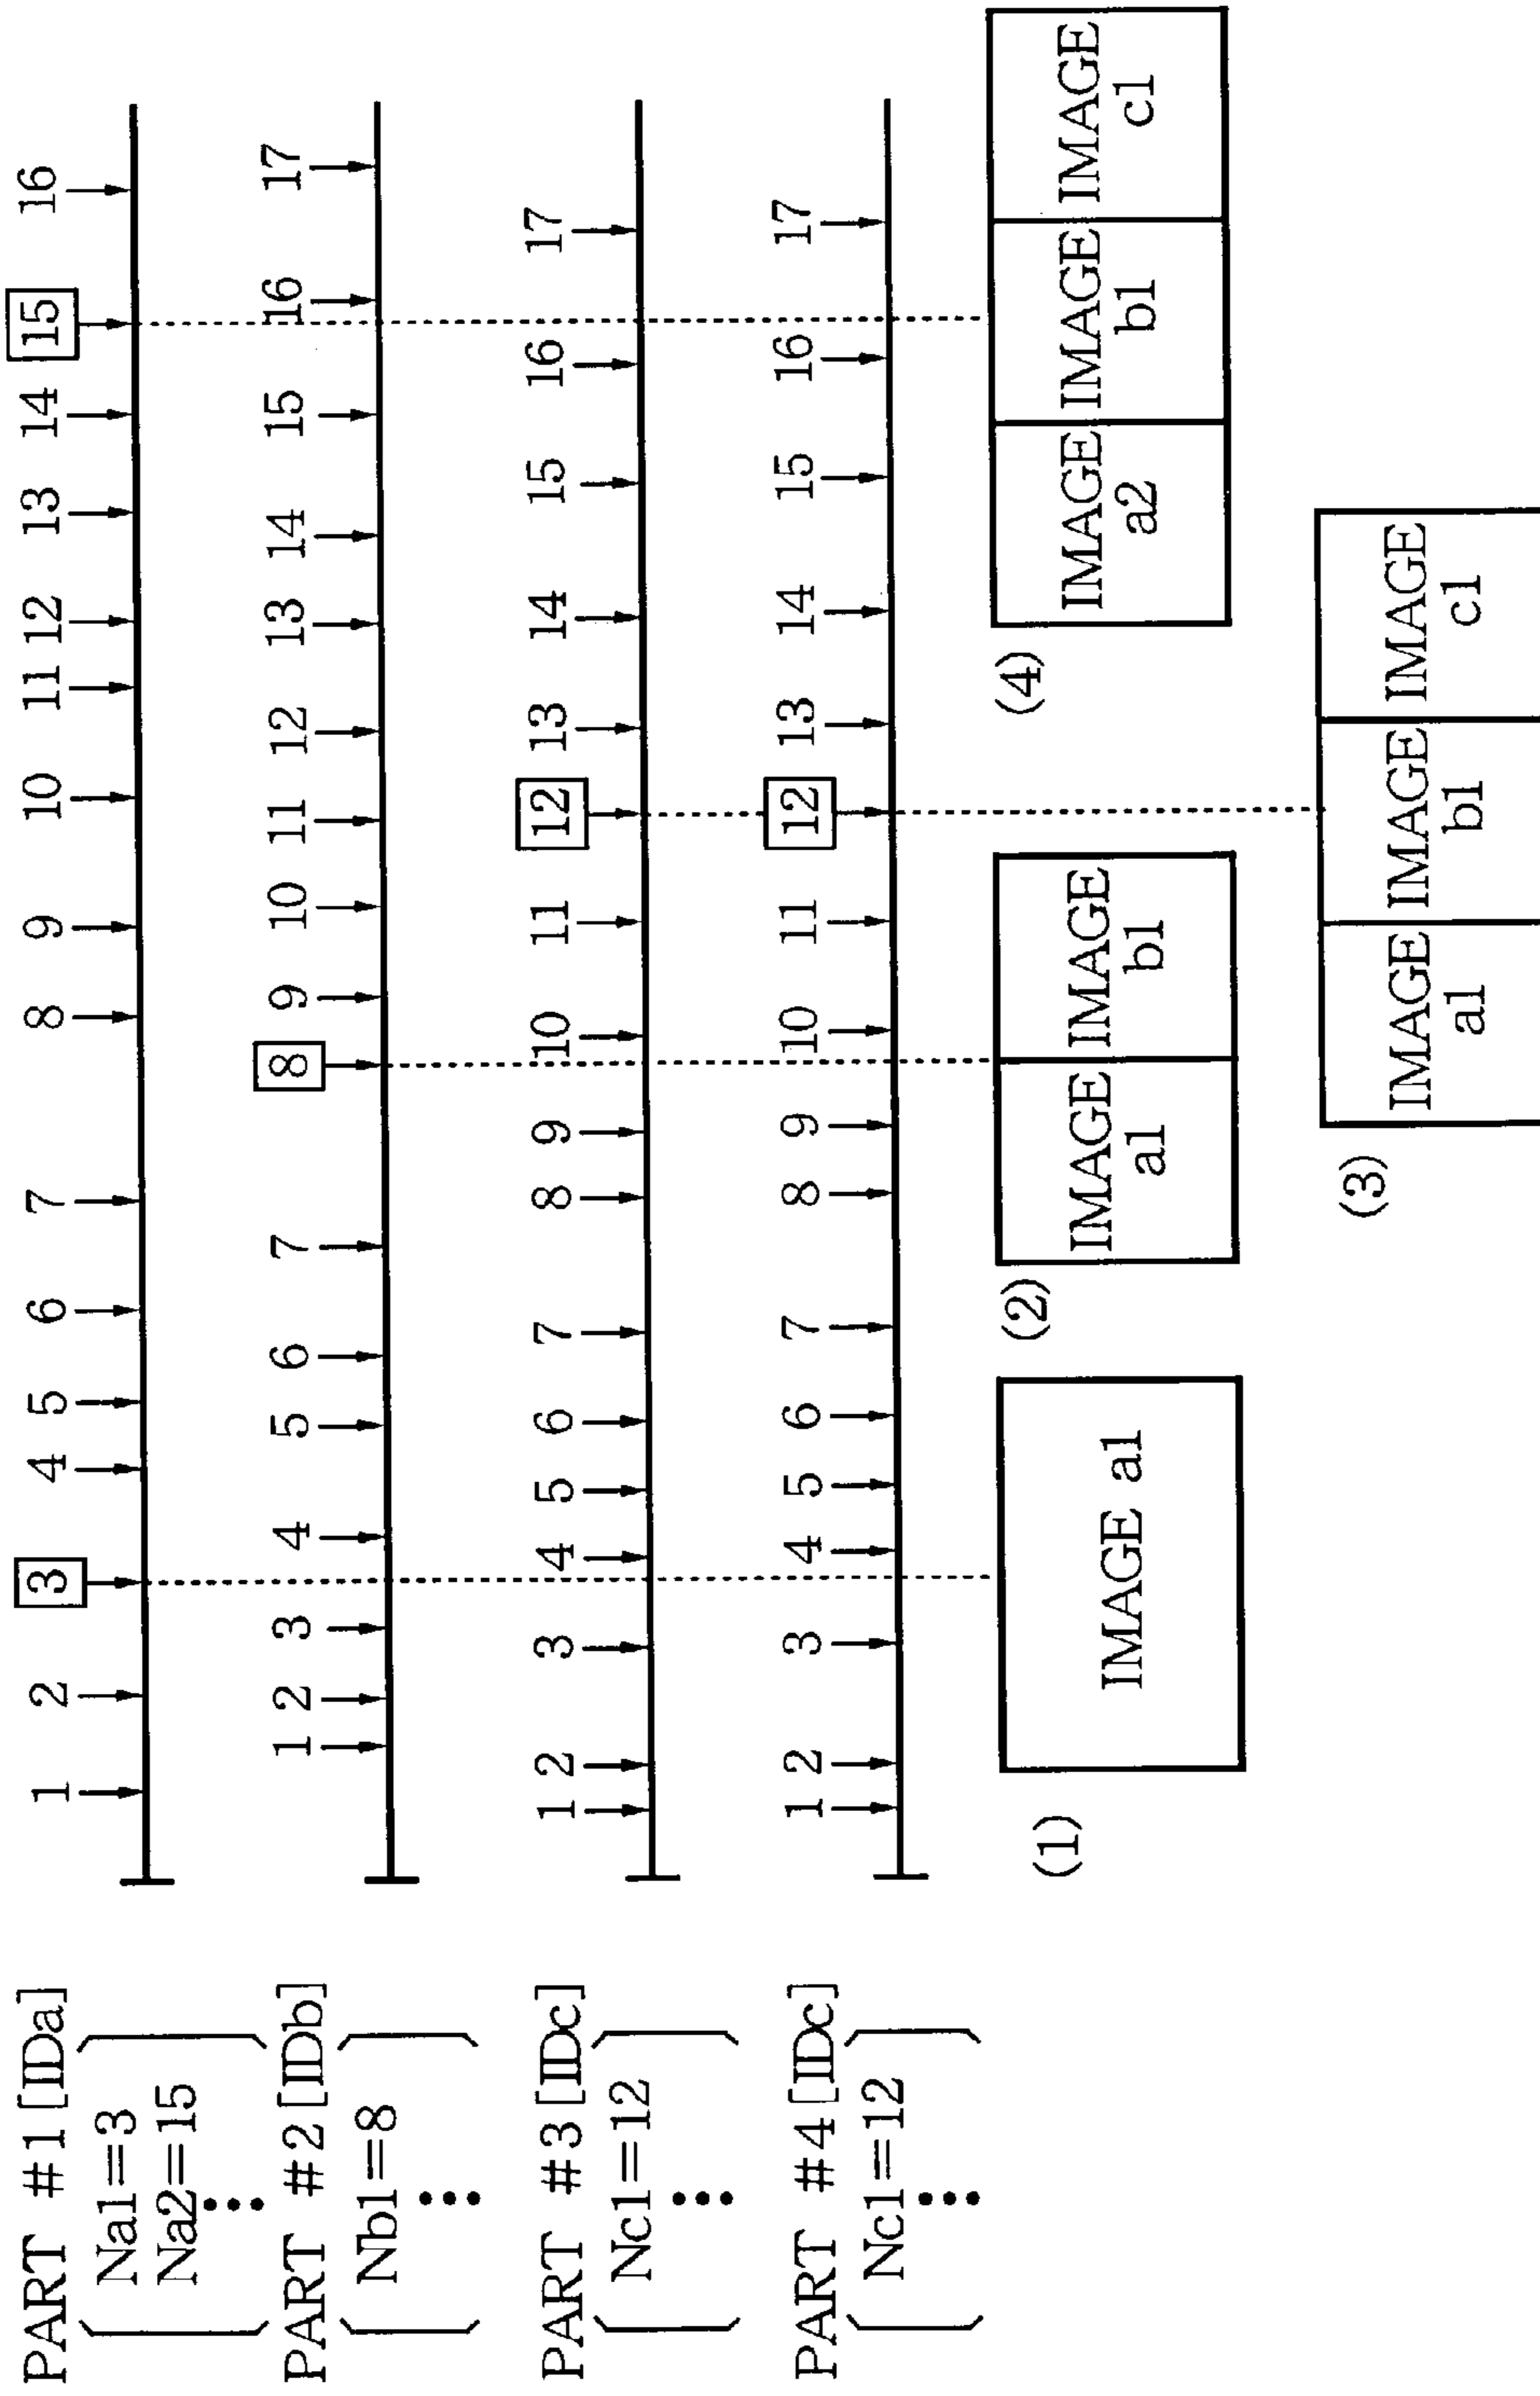 PART #1[IDa]
Na1=3
Na2=15
1 2 3 4 5 6 7 8 9 10 11 12 13 14 15 16
PART #2[IDb]
Nb1=8
1 2 3 4 5 6 7 8 9 10 11 12 13 14 15 16 17
PART #3[IDc]
Nc1=12
1 2 3 4 5 6 7 8 9 10 11 12 13 14 15 16 17
PART #4[IDc]
Nc1=12
1 2 3 4 5 6 7 8 9 10 11 12 13 14 15 16 17
(1)
IMAGE a1
(2)
IMAGE a1
IMAGE b1
(4)
IMAGE a2
IMAGE b1
IMAGE c1
(3)
IMAGE a1
IMAGE b1
IMAGE c1